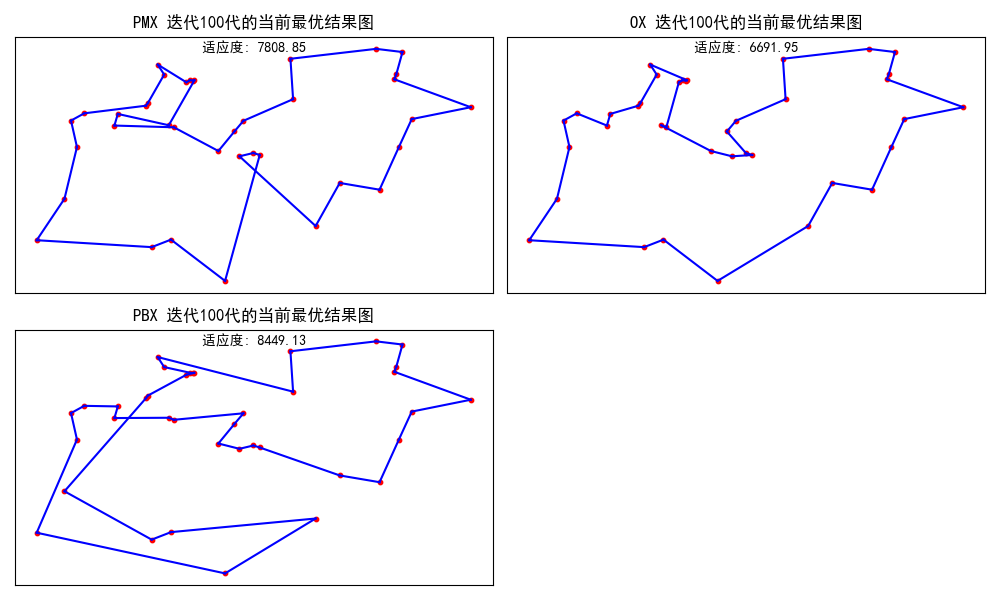 PMX 迭代100代的当前最优结果图
适应度: 7808.85
OX 迭代100代的当前最优结果图
适应度: 6691.95
PBX 迭代100代的当前最优结果图
适应度: 8449.13